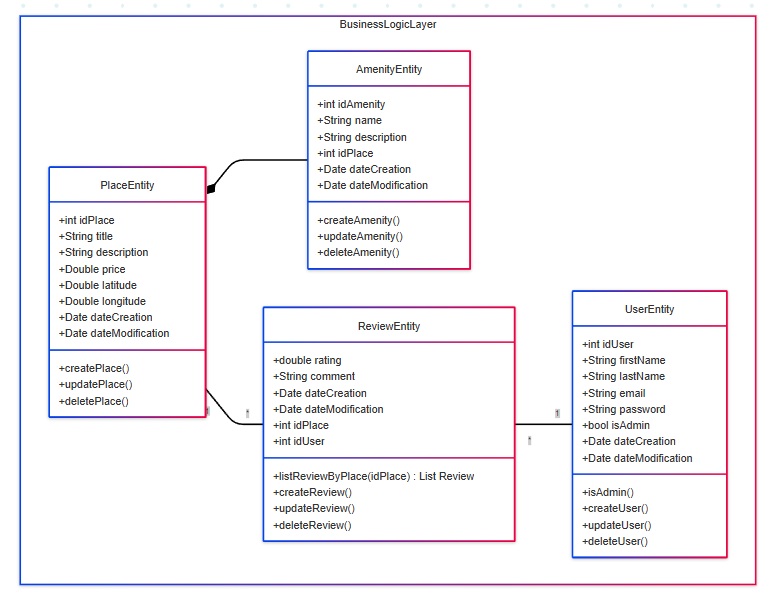 BusinessLogicLayer
AmenityEntity
+int idAmenity
+String name
+String description
+int idPlace
+Date dateCreation
+Date dateModification
+createAmenity()
+updateAmenity()
+deleteAmenity()
PlaceEntity
+int idPlace
+String title
+String description
+Double price
+Double latitude
+Double longitude
+Date dateCreation
+Date dateModification
+createPlace()
+updatePlace()
+deletePlace()
1
*
ReviewEntity
+double rating
+String comment
+Date dateCreation
+Date dateModification
+int idPlace
+int idUser
+listReviewByPlace(idPlace) : List Review
+createReview()
+updateReview()
+deleteReview()
1
*
UserEntity
+int idUser
+String firstName
+String lastName
+String email
+String password
+bool isAdmin
+Date dateCreation
+Date dateModification
+isAdmin()
+createUser()
+updateUser()
+deleteUser()